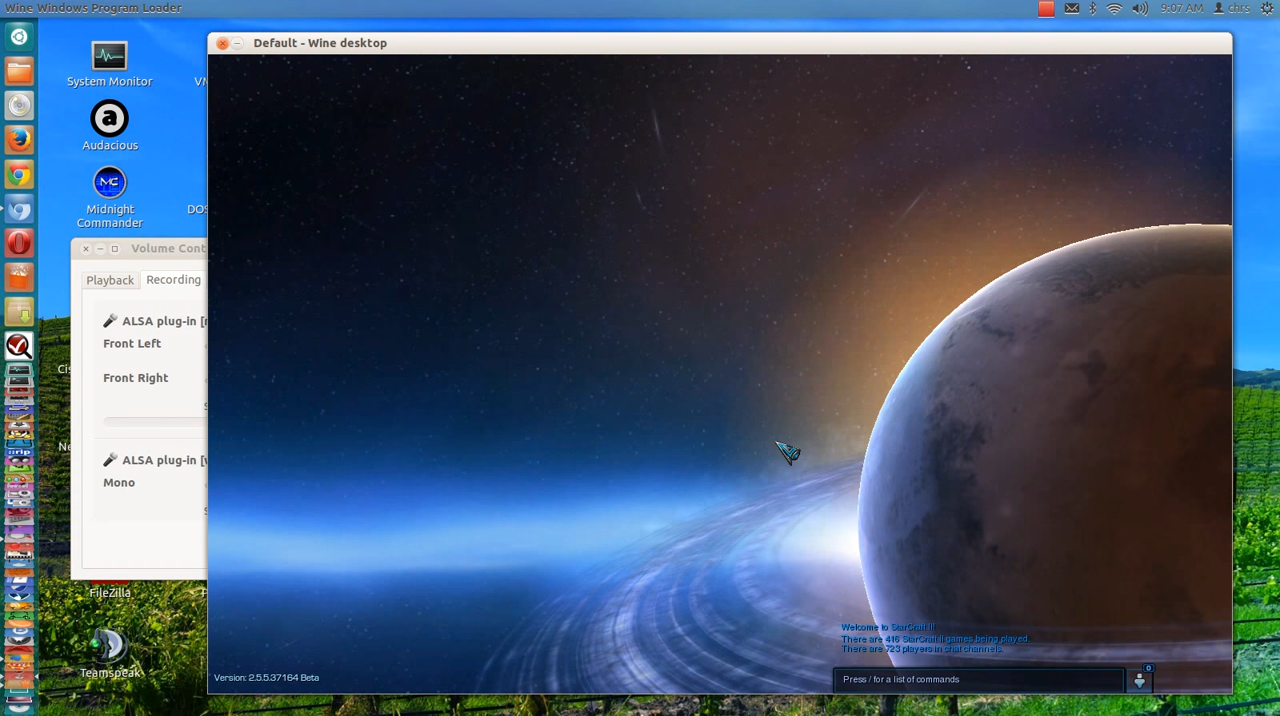 Wine Windows Program Loader
9:07 AM
chrs
Default - Wine desktop
System Monitor
Audacious
Midnight
Commander
Volume Cont
Playback
Recording
ALSA plug-in [
Front Left
Front Right
ALSA plug-in [
Mono
FileZilla
Teamspeak
Welcome to StarCraft II!
There are 416 StarCraft II games being played.
There are 723 players in chat channels.
Press / for a list of commands
0
Version: 2.5.5.37164 Beta